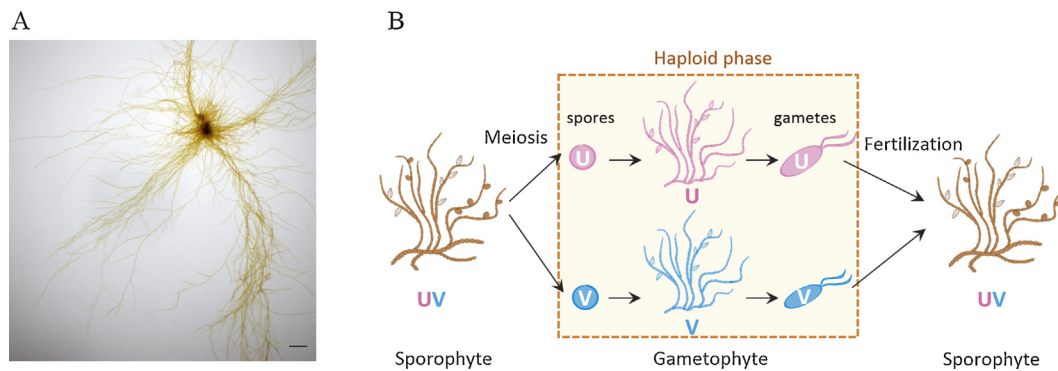 A
B
Haploid phase
spores
gametes
Meiosis
Fertilization
U
U
U
V
V
V
UV
UV
Sporophyte
Gametophyte
Sporophyte